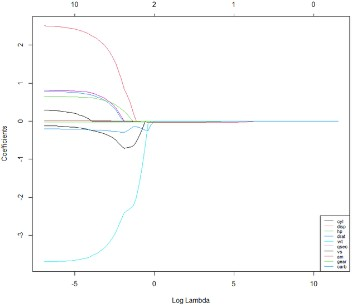 10 2 1 0
Coefficients
2
1
0
-1
-2
-3
cyl
disp
hp
drat
wt
qsec
vs
am
gear
carb
-5 0 5 10
Log Lambda